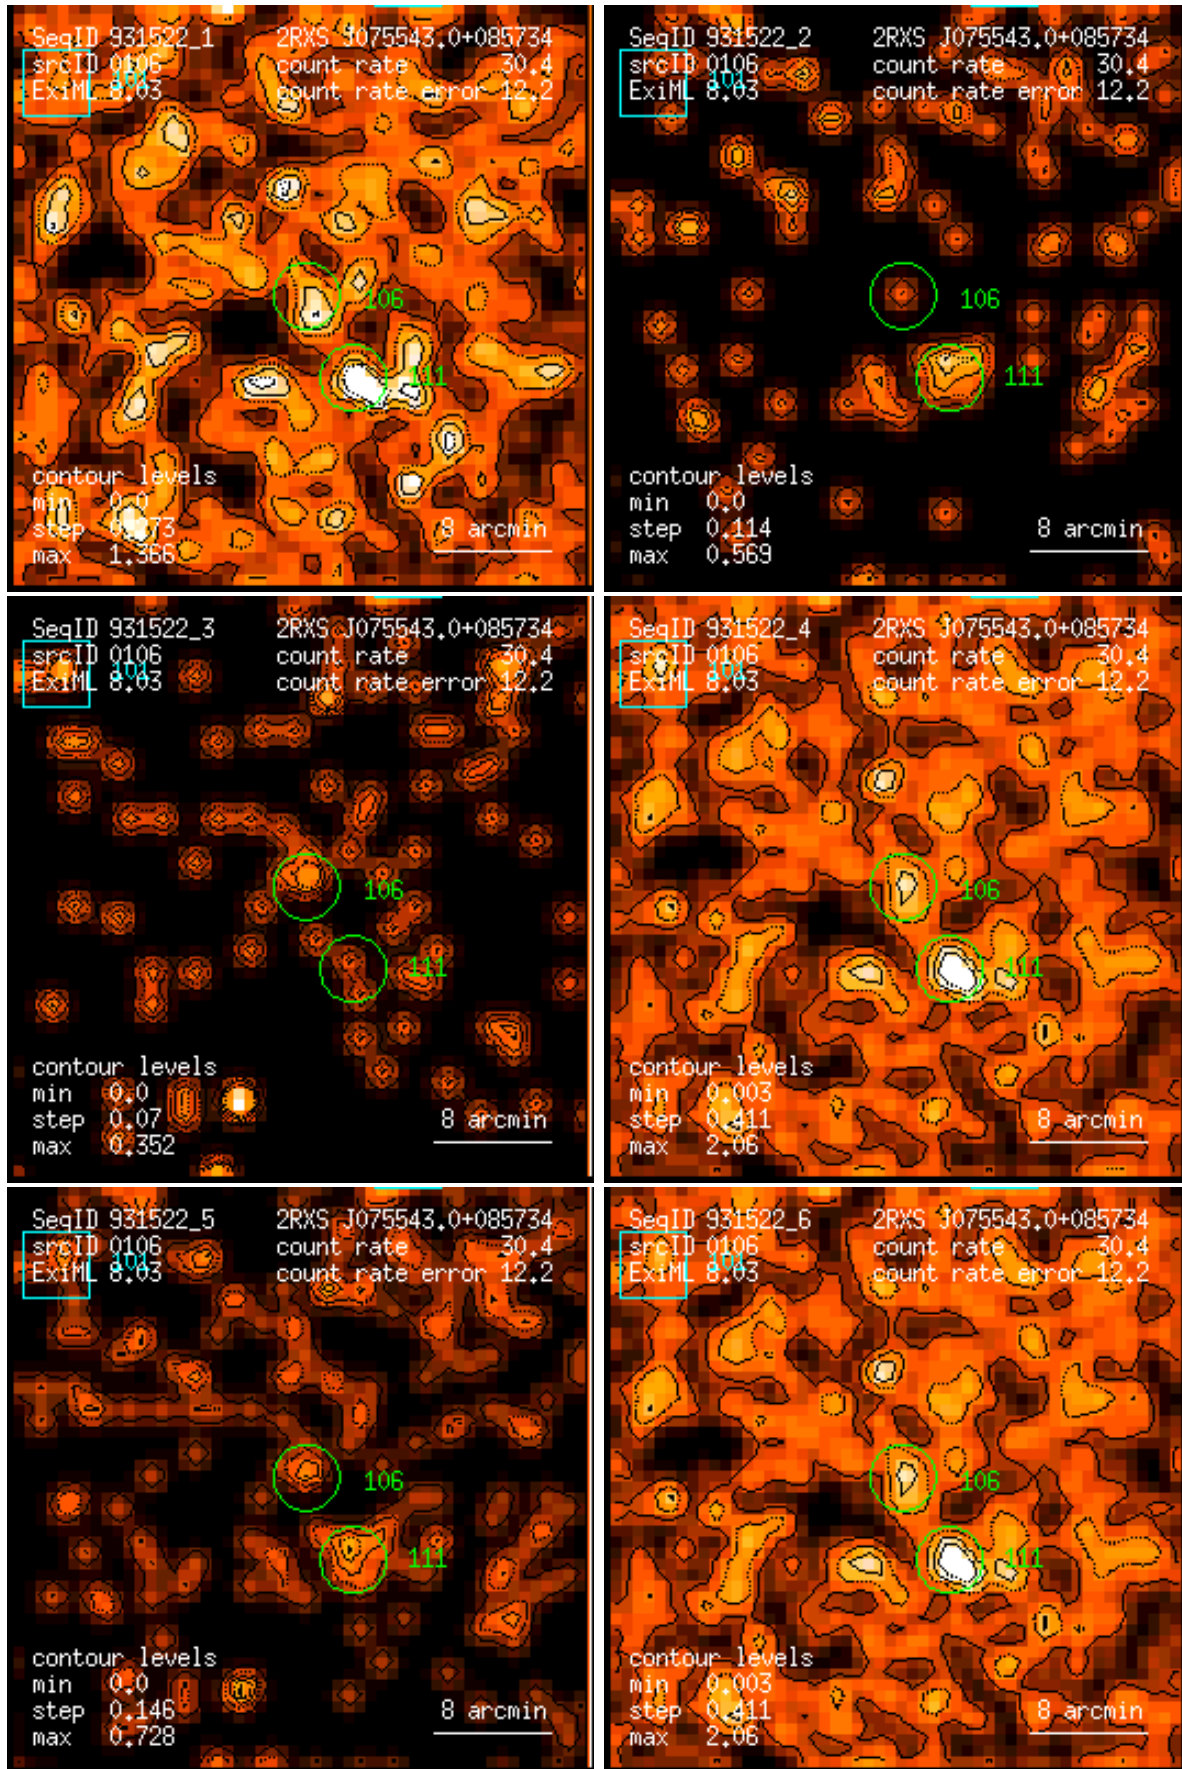 SeqID 931522_1 2RXS J075543.0+085734
srcID 0106 count rate 30.4
101
ExiML 8.03 count rate error 12.2
106
111
contour levels
min 0.0
step 0.273
max 1.366
8 arcmin
SeqID 931522_2 2RXS J075543.0+085734
srcID 0106 count rate 30.4
101
ExiML 8.03 count rate error 12.2
106
111
contour levels
min 0.0
step 0.114
max 0.569
8 arcmin
SeqID 931522_3 2RXS J075543.0+085734
srcID 0106 count rate 30.4
101
ExiML 8.03 count rate error 12.2
106
111
contour levels
min 0.0
step 0.07
max 0.352
8 arcmin
SeqID 931522_4 2RXS J075543.0+085734
srcID 0106 count rate 30.4
101
ExiML 8.03 count rate error 12.2
106
111
contour levels
min 0.003
step 0.411
max 2.06
8 arcmin
SeqID 931522_5 2RXS J075543.0+085734
srcID 0106 count rate 30.4
101
ExiML 8.03 count rate error 12.2
106
111
contour levels
min 0.0
step 0.146
max 0.728
8 arcmin
SeqID 931522_6 2RXS J075543.0+085734
srcID 0106 count rate 30.4
101
ExiML 8.03 count rate error 12.2
106
111
contour levels
min 0.003
step 0.411
max 2.06
8 arcmin